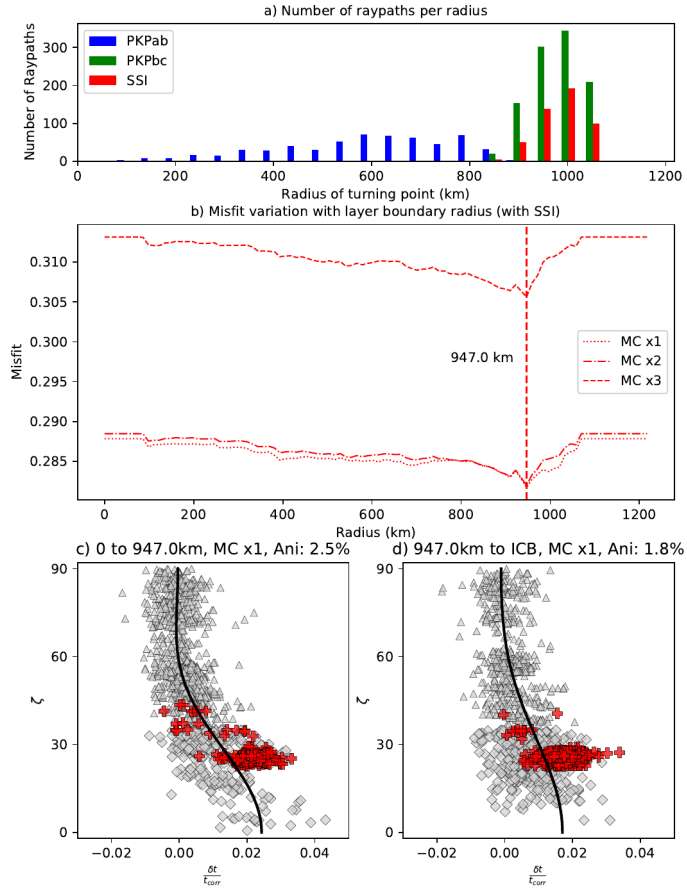 a) Number of raypaths per radius
Number of Raypaths
300
200
100
0
PKPab
PKPbc
SSI
0 200 400 600 800 1000 1200
Radius of turning point (km)
b) Misfit variation with layer boundary radius (with SSI)
Misfit
0.310
0.305
0.300
0.295
0.290
0.285
947.0 km
MC x1
MC x2
MC x3
0 200 400 600 800 1000 1200
Radius (km)
c) 0 to 947.0km, MC x1, Ani: 2.5%
ζ
90
60
30
0
−0.02 0.00 0.02 0.04
δt
t_corr
d) 947.0km to ICB, MC x1, Ani: 1.8%
ζ
90
60
30
0
−0.02 0.00 0.02 0.04
δt
t_corr